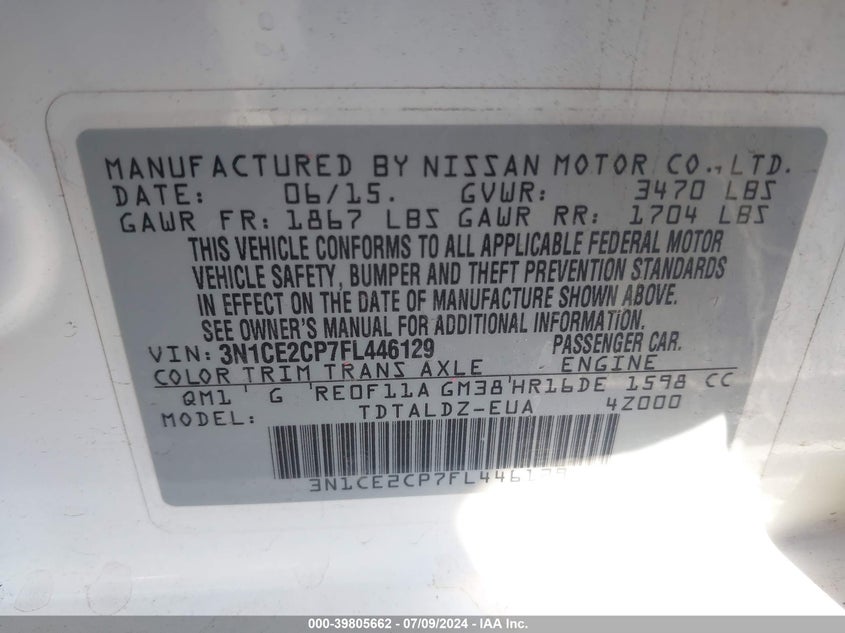 MANUFACTURED BY NISSAN MOTOR CO., LTD.
DATE: 06/15. GVWR: 3470 LBS
GAWR FR: 1867 LBS GAWR RR: 1704 LBS
THIS VEHICLE CONFORMS TO ALL APPLICABLE FEDERAL MOTOR
VEHICLE SAFETY, BUMPER AND THEFT PREVENTION STANDARDS
IN EFFECT ON THE DATE OF MANUFACTURE SHOWN ABOVE.
SEE OWNER'S MANUAL FOR ADDITIONAL INFORMATION.
VIN: 3N1CE2CP7FL446129 PASSENGER CAR.
COLOR TRIM TRANS AXLE ENGINE
QM1 G RE0F11A GM38 HR16DE 1598 CC
MODEL: TDTALDZ-EUA 4Z000
3N1CE2CP7FL446129
000-39805662 / 07/09/2024 - IAAI Inc.